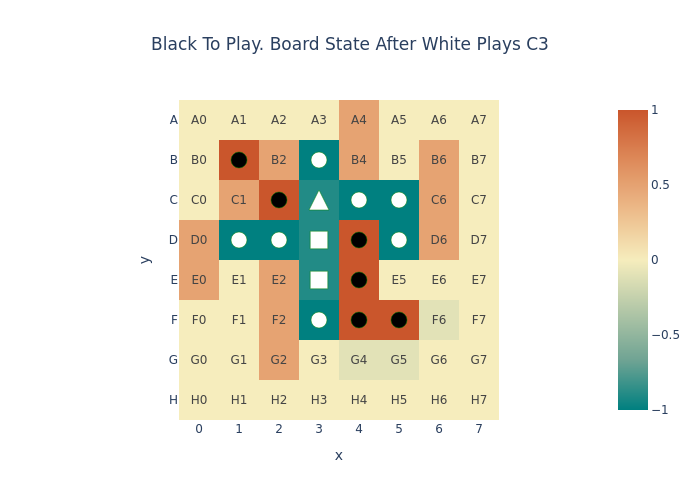 Black To Play. Board State After White Plays C3
A A0 A1 A2 A3 A4 A5 A6 A7
B B0 B2 B4 B5 B6 B7
C C0 C1 C6 C7
D D0 D6 D7
E E0 E1 E2 E5 E6 E7
F F0 F1 F2 F6 F7
G G0 G1 G2 G3 G4 G5 G6 G7
H H0 H1 H2 H3 H4 H5 H6 H7
0 1 2 3 4 5 6 7
x
y
1
0.5
0
−0.5
−1